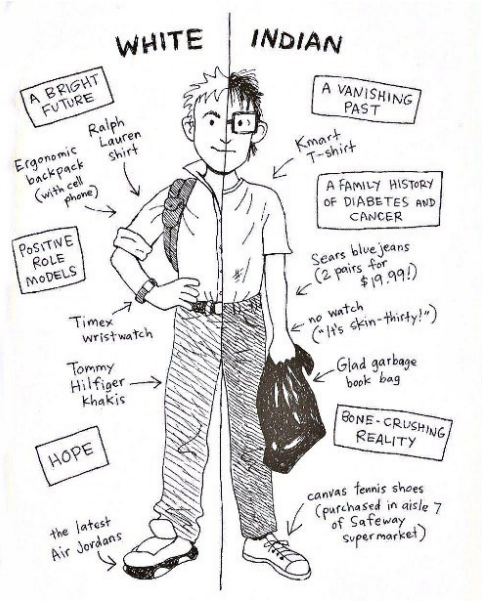 WHITE INDIAN
A BRIGHT
FUTURE
Ralph
Lauren
shirt
Ergonomic
backpack
(with cell
phone)
POSITIVE
ROLE
MODELS
Timex
wristwatch
Tommy
Hilfiger
khakis
HOPE
the latest
Air Jordans
A VANISHING
PAST
Kmart
T-shirt
A FAMILY HISTORY
OF DIABETES AND
CANCER
Sears blue jeans
(2 pairs for
$19.99!)
no watch
("It's skin-thirty!")
Glad garbage
book bag
BONE-CRUSHING
REALITY
canvas tennis shoes
(purchased in aisle 7
of Safeway
supermarket)